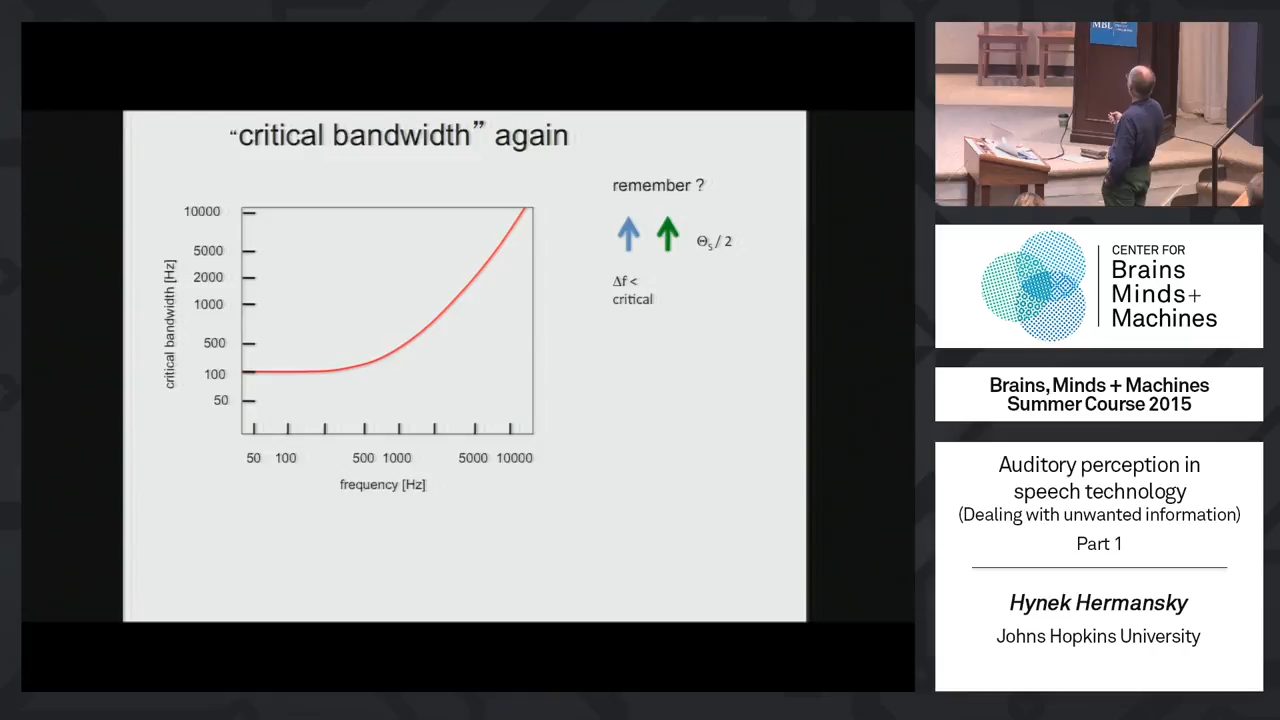 “critical bandwidth” again
remember ?
Θs / 2
Δf <
critical
critical bandwidth [Hz]
10000
5000
2000
1000
500
100
50
50 100 500 1000 5000 10000
frequency [Hz]
MBL
CENTER FOR
Brains
Minds+
Machines
Brains, Minds + Machines
Summer Course 2015
Auditory perception in
speech technology
(Dealing with unwanted information)
Part 1
Hynek Hermansky
Johns Hopkins University